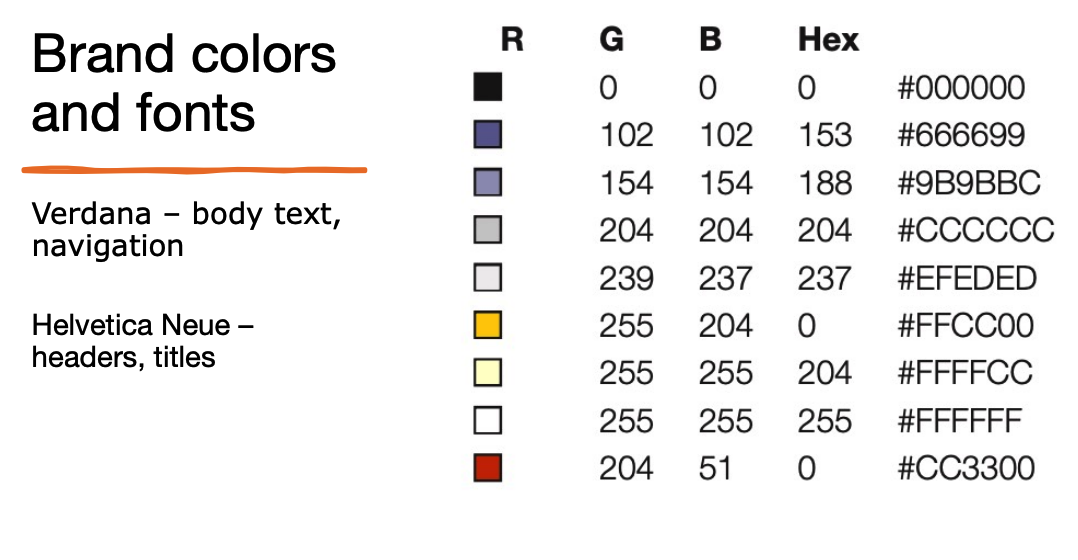 Brand colors
and fonts
Verdana – body text,
navigation
Helvetica Neue –
headers, titles
R G B Hex
0 0 0 #000000
102 102 153 #666699
154 154 188 #9B9BBC
204 204 204 #CCCCCC
239 237 237 #EFEDED
255 204 0 #FFCC00
255 255 204 #FFFFCC
255 255 255 #FFFFFF
204 51 0 #CC3300